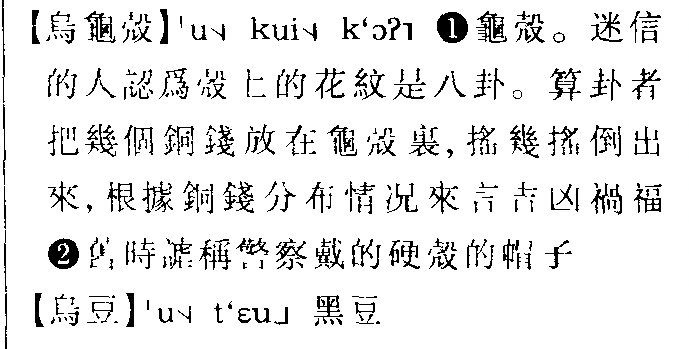 【烏龜殼】ˈu˧˩ kui˧˩ kʻɔʔ˥ ❶龜殼。迷信
的人認爲殼上的花紋是八卦。算卦者
把幾個銅錢放在龜殼裏,搖幾搖倒出
來,根據銅錢分布情况來言吉凶禍福
❷舊時謔稱警察戴的硬殼的帽子
【烏豆】ˈu˧˩ tʻɛu˩ 黑豆